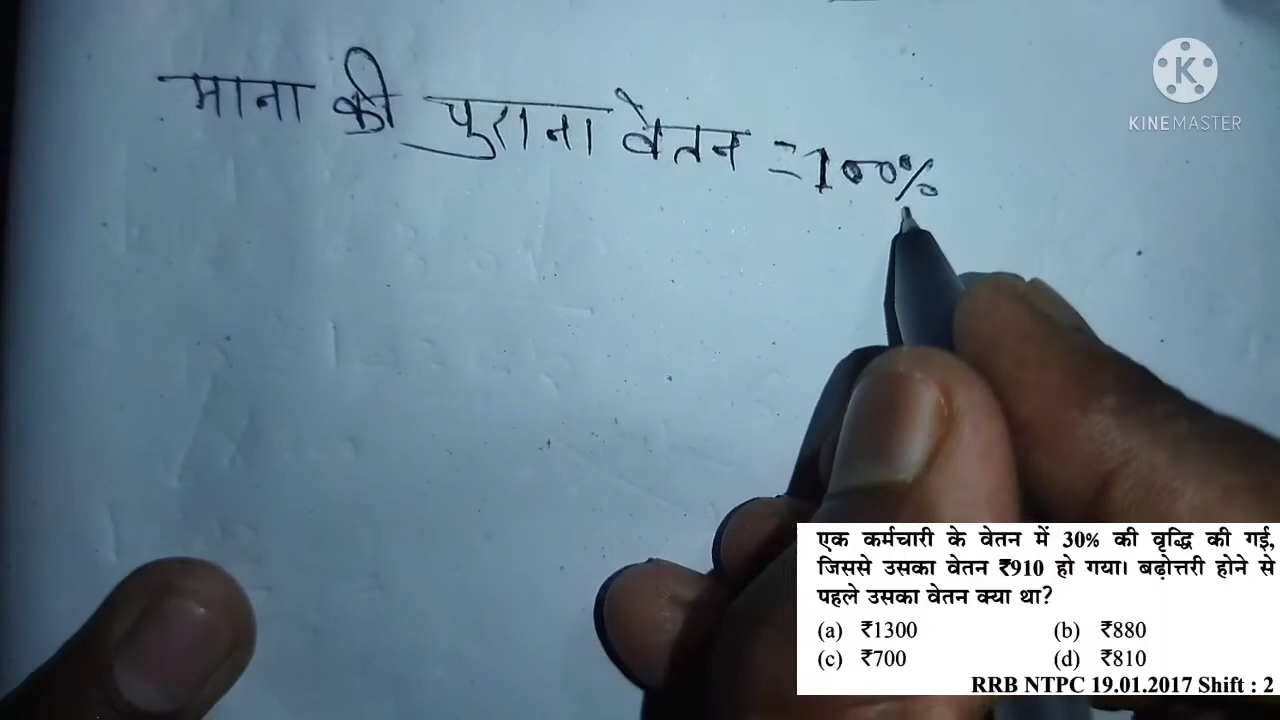 माना की पुराना वेतन = 100%
KINEMASTER
एक कर्मचारी के वेतन में 30% की वृद्धि की गई,
जिससे उसका वेतन ₹910 हो गया। बढ़ोत्तरी होने से
पहले उसका वेतन क्या था?
(a) ₹1300 (b) ₹880
(c) ₹700 (d) ₹810
RRB NTPC 19.01.2017 Shift : 2